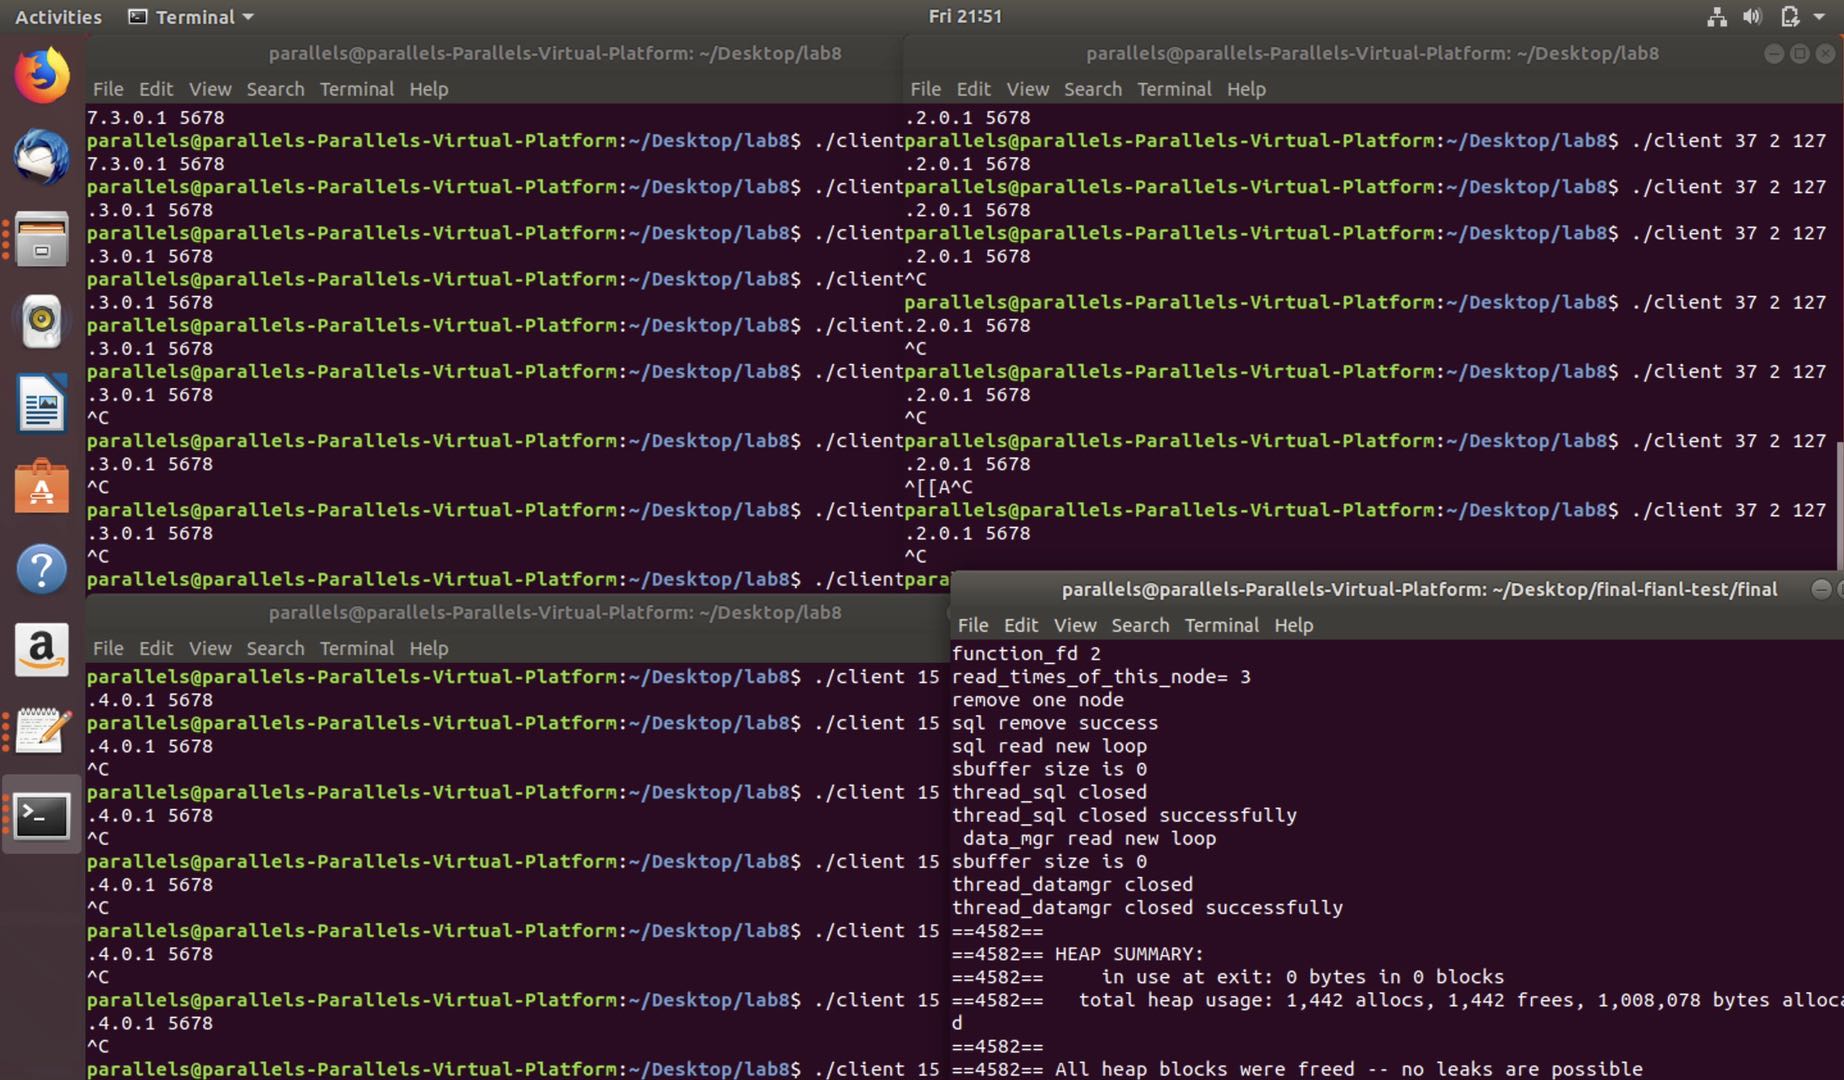 Activities Terminal Fri 21:51
parallels@parallels-Parallels-Virtual-Platform: ~/Desktop/lab8
File Edit View Search Terminal Help
7.3.0.1 5678
parallels@parallels-Parallels-Virtual-Platform:~/Desktop/lab8$ ./client
7.3.0.1 5678
parallels@parallels-Parallels-Virtual-Platform:~/Desktop/lab8$ ./client
.3.0.1 5678
parallels@parallels-Parallels-Virtual-Platform:~/Desktop/lab8$ ./client
.3.0.1 5678
parallels@parallels-Parallels-Virtual-Platform:~/Desktop/lab8$ ./client
.3.0.1 5678
parallels@parallels-Parallels-Virtual-Platform:~/Desktop/lab8$ ./client
.3.0.1 5678
parallels@parallels-Parallels-Virtual-Platform:~/Desktop/lab8$ ./client
.3.0.1 5678
^C
parallels@parallels-Parallels-Virtual-Platform:~/Desktop/lab8$ ./client
.3.0.1 5678
^C
parallels@parallels-Parallels-Virtual-Platform:~/Desktop/lab8$ ./client
.3.0.1 5678
^C
parallels@parallels-Parallels-Virtual-Platform:~/Desktop/lab8$ ./client
parallels@parallels-Parallels-Virtual-Platform: ~/Desktop/lab8
File Edit View Search Terminal Help
.2.0.1 5678
parallels@parallels-Parallels-Virtual-Platform:~/Desktop/lab8$ ./client 37 2 127
.2.0.1 5678
parallels@parallels-Parallels-Virtual-Platform:~/Desktop/lab8$ ./client 37 2 127
.2.0.1 5678
parallels@parallels-Parallels-Virtual-Platform:~/Desktop/lab8$ ./client 37 2 127
.2.0.1 5678
^C
parallels@parallels-Parallels-Virtual-Platform:~/Desktop/lab8$ ./client 37 2 127
.2.0.1 5678
^C
parallels@parallels-Parallels-Virtual-Platform:~/Desktop/lab8$ ./client 37 2 127
.2.0.1 5678
^C
parallels@parallels-Parallels-Virtual-Platform:~/Desktop/lab8$ ./client 37 2 127
.2.0.1 5678
^[[A^C
parallels@parallels-Parallels-Virtual-Platform:~/Desktop/lab8$ ./client 37 2 127
.2.0.1 5678
^C
para
parallels@parallels-Parallels-Virtual-Platform: ~/Desktop/lab8
File Edit View Search Terminal Help
parallels@parallels-Parallels-Virtual-Platform:~/Desktop/lab8$ ./client 15
.4.0.1 5678
parallels@parallels-Parallels-Virtual-Platform:~/Desktop/lab8$ ./client 15
.4.0.1 5678
^C
parallels@parallels-Parallels-Virtual-Platform:~/Desktop/lab8$ ./client 15
.4.0.1 5678
^C
parallels@parallels-Parallels-Virtual-Platform:~/Desktop/lab8$ ./client 15
.4.0.1 5678
^C
parallels@parallels-Parallels-Virtual-Platform:~/Desktop/lab8$ ./client 15
.4.0.1 5678
^C
parallels@parallels-Parallels-Virtual-Platform:~/Desktop/lab8$ ./client 15
.4.0.1 5678
^C
parallels@parallels-Parallels-Virtual-Platform:~/Desktop/lab8$ ./client 15
parallels@parallels-Parallels-Virtual-Platform: ~/Desktop/final-fianl-test/final
File Edit View Search Terminal Help
function_fd 2
read_times_of_this_node= 3
remove one node
sql remove success
sql read new loop
sbuffer size is 0
thread_sql closed
thread_sql closed successfully
data_mgr read new loop
sbuffer size is 0
thread_datamgr closed
thread_datamgr closed successfully
==4582==
==4582== HEAP SUMMARY:
==4582== in use at exit: 0 bytes in 0 blocks
==4582== total heap usage: 1,442 allocs, 1,442 frees, 1,008,078 bytes alloca
d
==4582==
==4582== All heap blocks were freed -- no leaks are possible